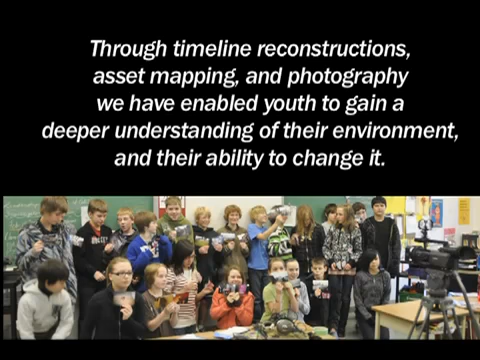 Through timeline reconstructions,
asset mapping, and photography
we have enabled youth to gain a
deeper understanding of their environment,
and their ability to change it.